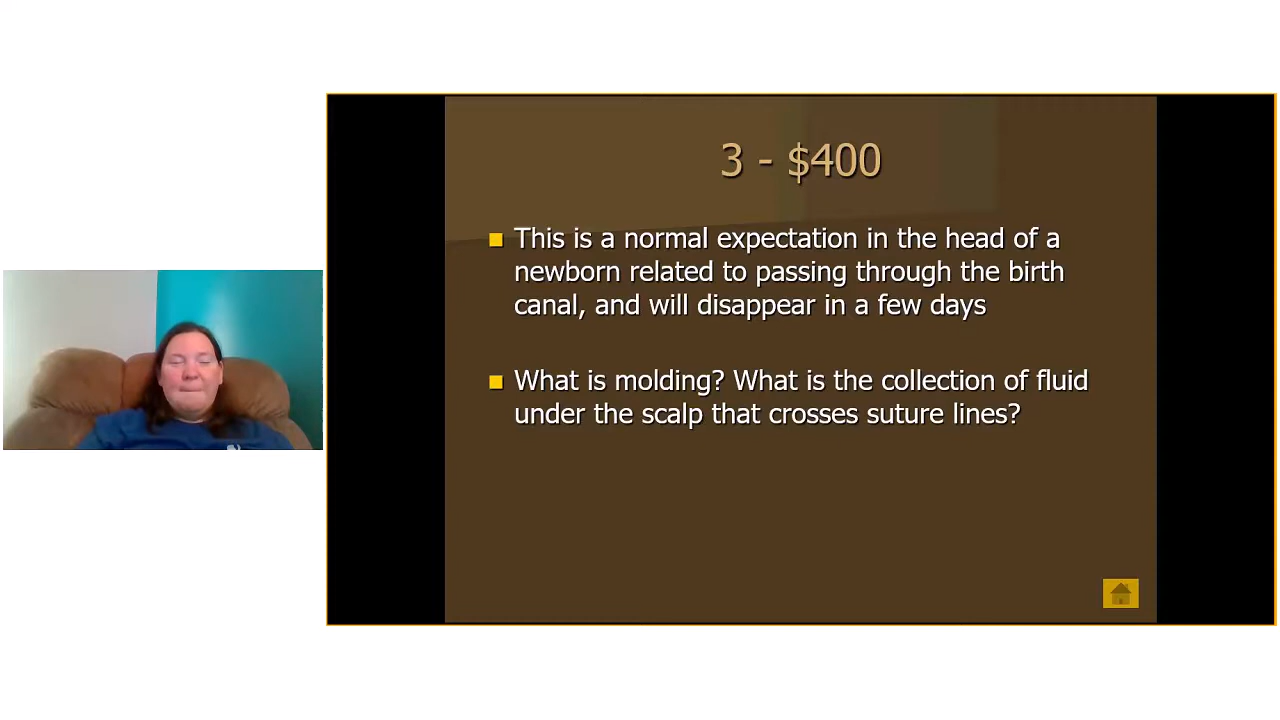 3 - $400
This is a normal expectation in the head of a
newborn related to passing through the birth
canal, and will disappear in a few days
What is molding? What is the collection of fluid
under the scalp that crosses suture lines?